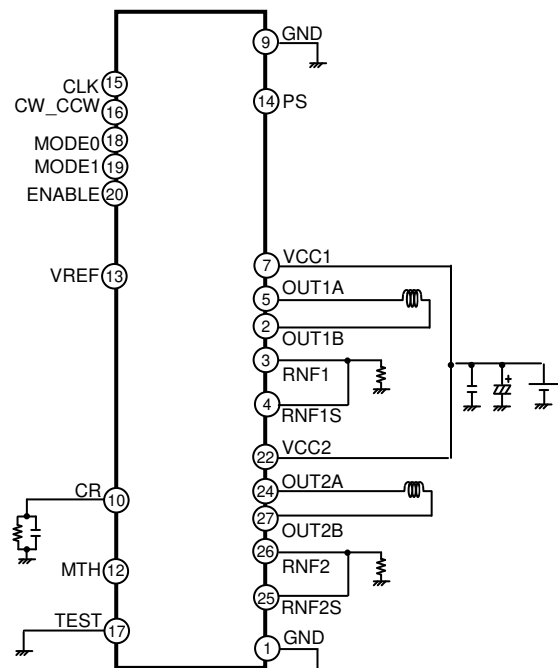 9 GND
15 CLK
14 PS
16 CW_CCW
18 MODE0
19 MODE1
20 ENABLE
7 VCC1
13 VREF
5 OUT1A
2 OUT1B
3 RNF1
4 RNF1S
+
22 VCC2
24 OUT2A
10 CR
27 OUT2B
26 RNF2
12 MTH
25 RNF2S
17 TEST
1 GND